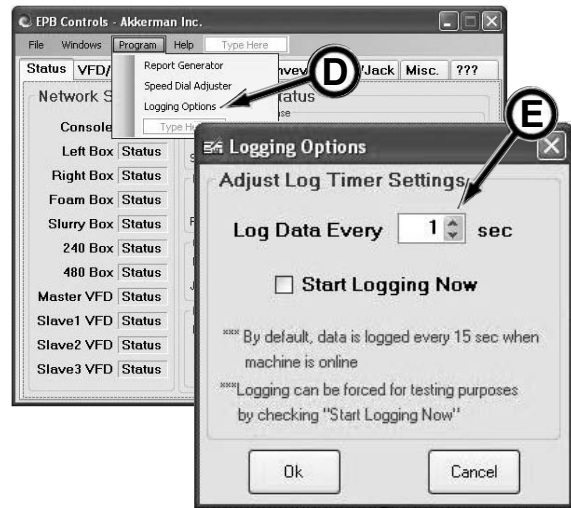 EPB Controls - Akkerman Inc.
File Windows Program Help Type Here
Report Generator
Speed Dial Adjuster
Logging Options
Status VFD/ /Jack Misc. ???
Network S
Console
Left Box Status
Right Box Status
Foam Box Status
Slurry Box Status
240 Box Status
480 Box Status
Master VFD Status
Slave1 VFD Status
Slave2 VFD Status
Slave3 VFD Status
D
E
Logging Options
Adjust Log Timer Settings
Log Data Every 1 sec
Start Logging Now
*** By default, data is logged every 15 sec when
machine is online
***Logging can be forced for testing purposes
by checking "Start Logging Now"
Ok Cancel